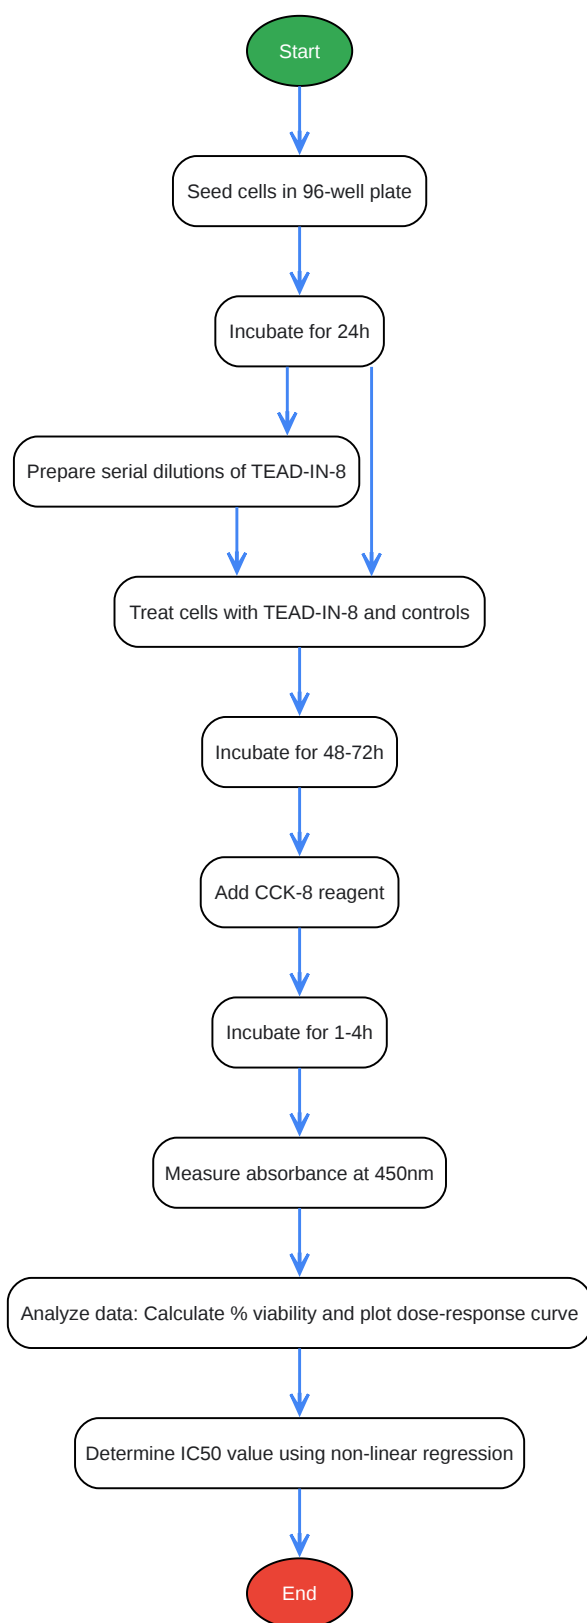 Start
Seed cells in 96-well plate
Incubate for 24h
Prepare serial dilutions of TEAD-IN-8
Treat cells with TEAD-IN-8 and controls
Incubate for 48-72h
Add CCK-8 reagent
Incubate for 1-4h
Measure absorbance at 450nm
Analyze data: Calculate % viability and plot dose-response curve
Determine IC50 value using non-linear regression
End